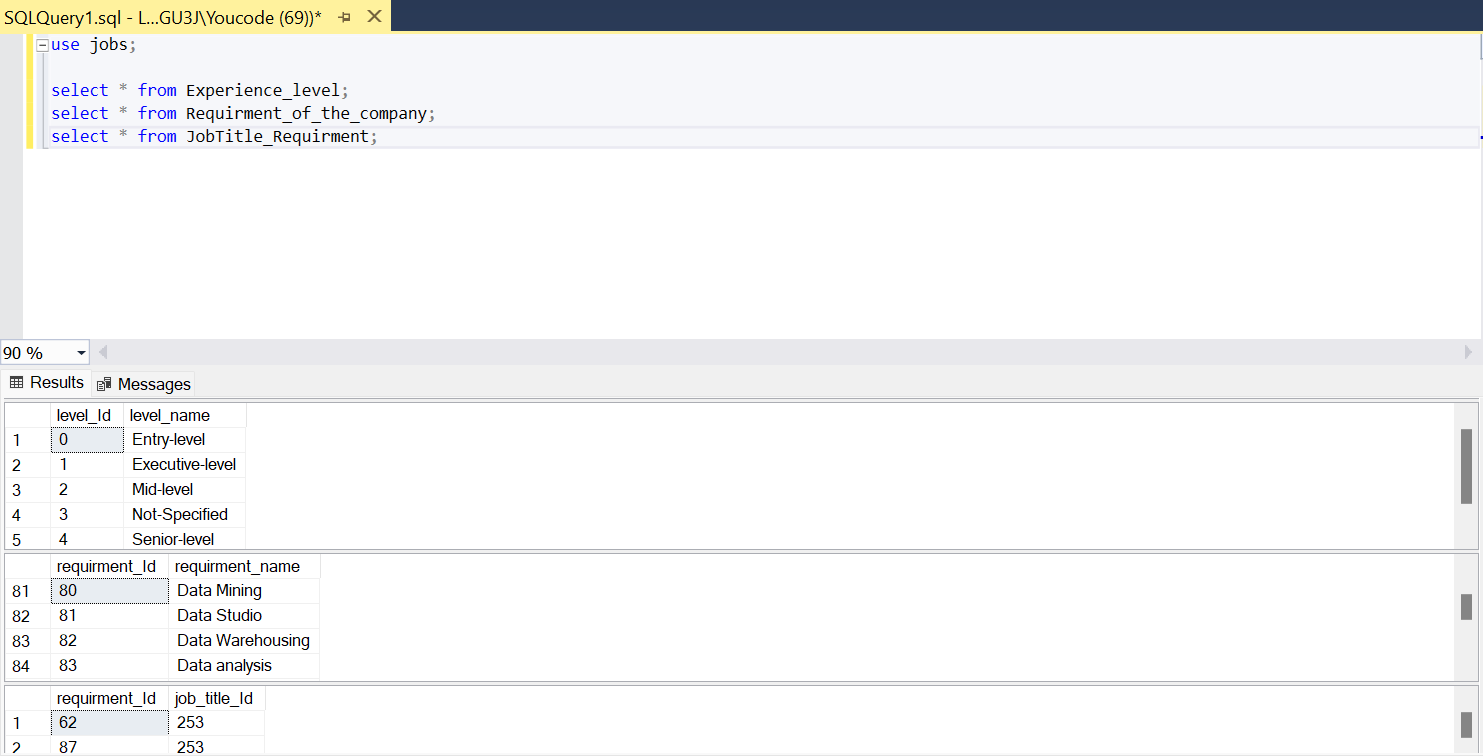 SQLQuery1.sql - L...GU3J\Youcode (69))*
use jobs;
select * from Experience_level;
select * from Requirment_of_the_company;
select * from JobTitle_Requirment;
90 %
Results Messages
level_Id level_name
1 0 Entry-level
2 1 Executive-level
3 2 Mid-level
4 3 Not-Specified
5 4 Senior-level
requirment_Id requirment_name
81 80 Data Mining
82 81 Data Studio
83 82 Data Warehousing
84 83 Data analysis
requirment_Id job_title_Id
1 62 253
2 87 253